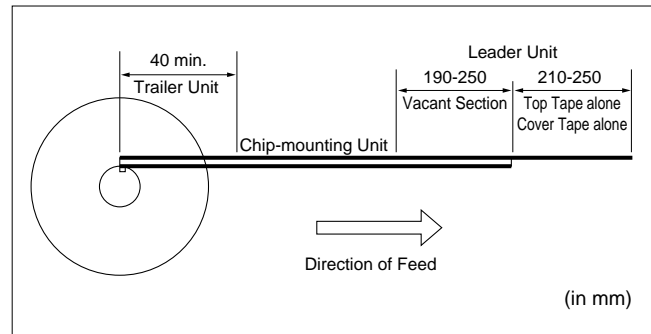 Leader Unit
40 min.
Trailer Unit
190-250
Vacant Section
210-250
Top Tape alone
Cover Tape alone
Chip-mounting Unit
Direction of Feed
(in mm)